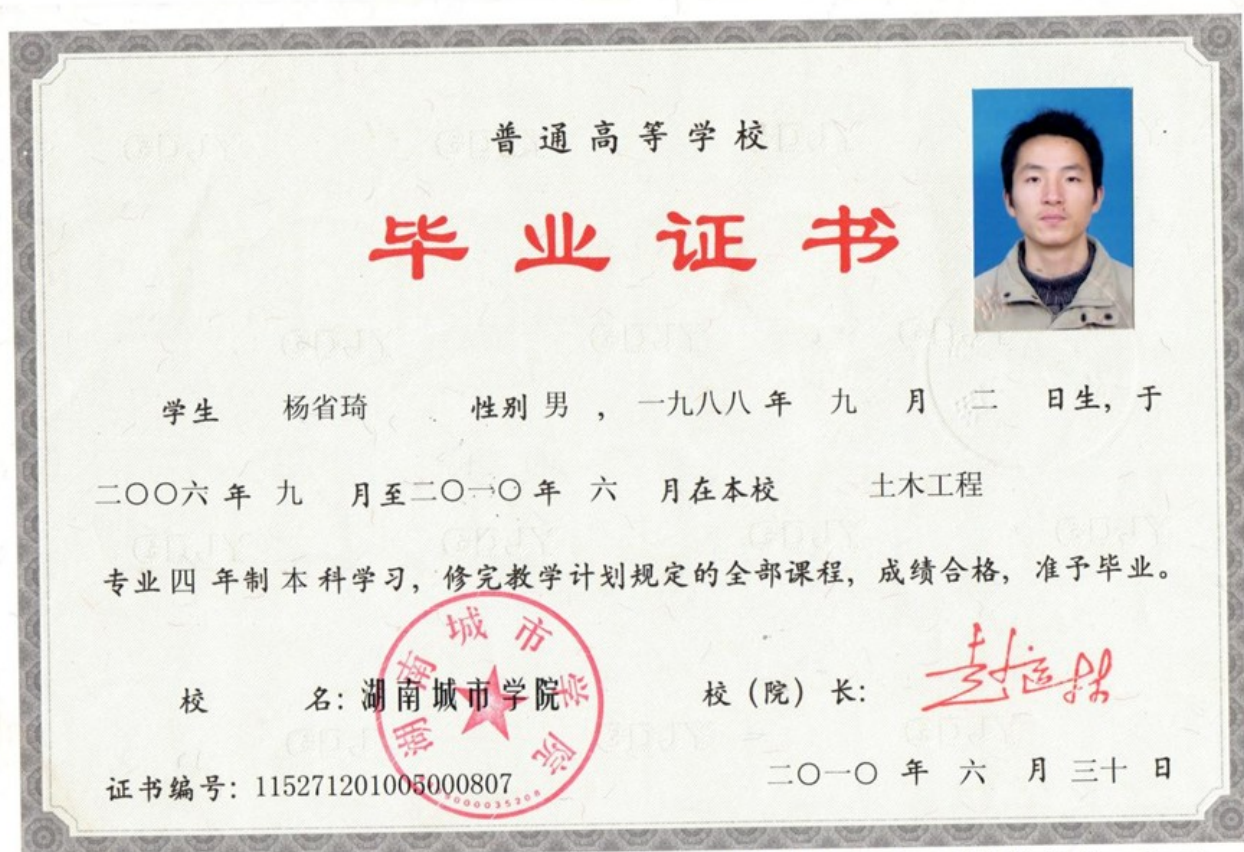 普通高等学校
毕业证书
学生 杨省琦 性别 男 ，一九八八 年 九 月 二 日生，于
二〇〇六 年 九 月至二〇一〇 年 六 月在本校 土木工程
专业 四 年制 本 科学习，修完教学计划规定的全部课程，成绩合格，准予毕业。
校 名：湖南城市学院
校（院）长：
湖南城市学院
证书编号：115271201005000807
二〇一〇 年 六 月 三十 日